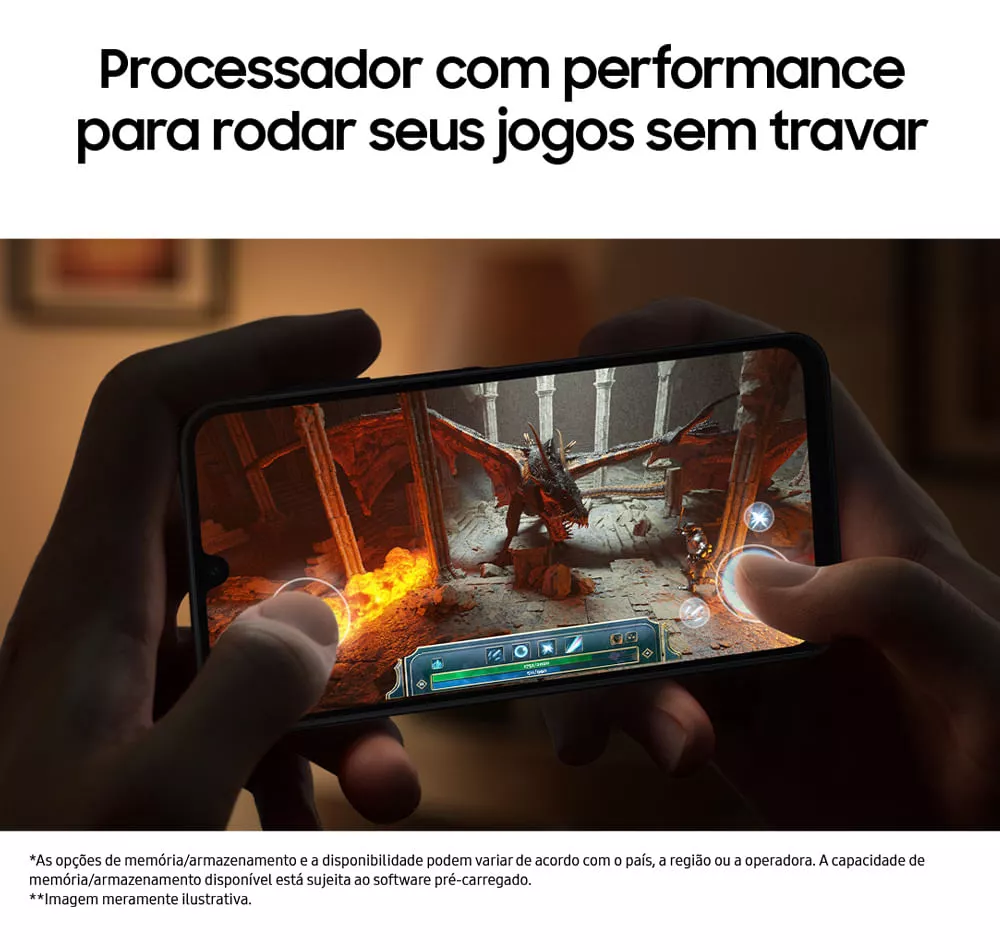 Processador com performance
para rodar seus jogos sem travar
*As opções de memória/armazenamento e a disponibilidade podem variar de acordo com o país, a região ou a operadora. A capacidade de
memória/armazenamento disponível está sujeita ao software pré-carregado.
**Imagem meramente ilustrativa.